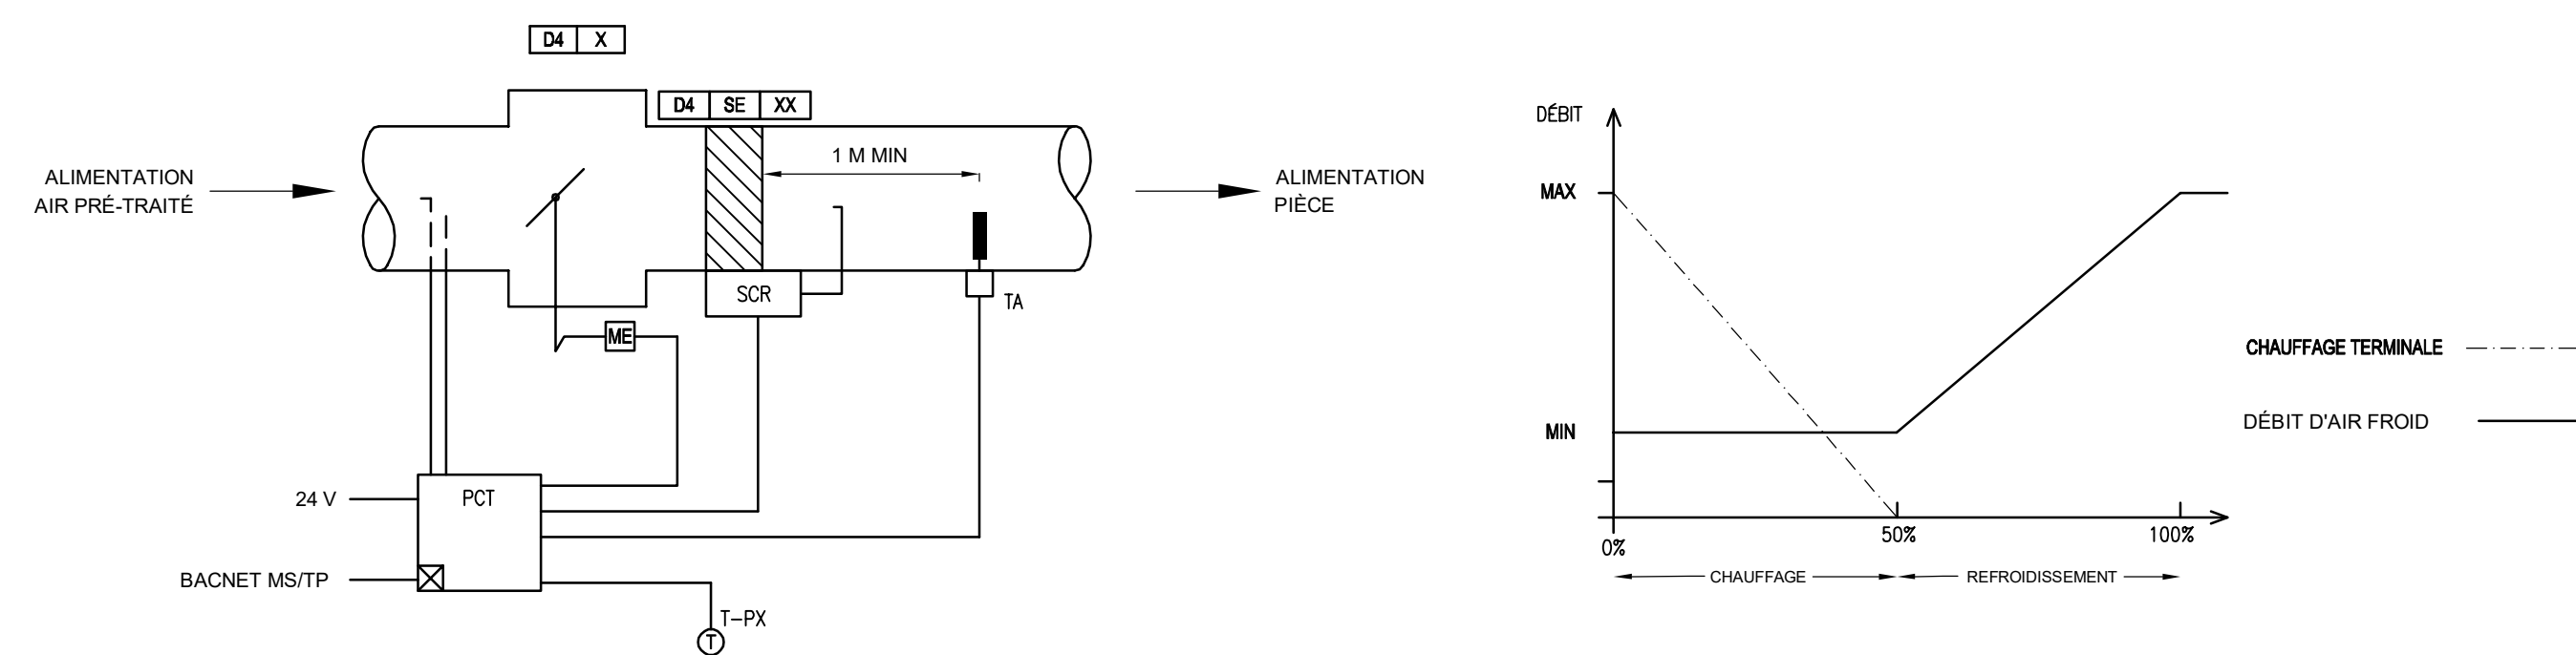 D4 X
D4 SE XX
1 M MIN
ALIMENTATION
AIR PRÉ-TRAITÉ
ALIMENTATION
PIÈCE
SCR
TA
ME
24 V
PCT
BACNET MS/TP
T-PX
T
DÉBIT
MAX
MIN
0%
50%
100%
CHAUFFAGE
REFROIDISSEMENT
CHAUFFAGE TERMINALE
DÉBIT D'AIR FROID